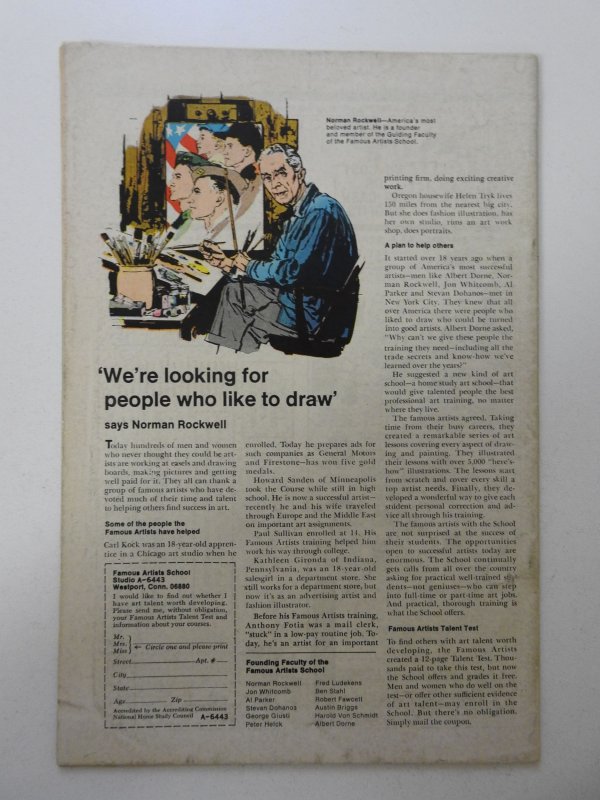 Norman Rockwell—America's most
beloved artist. He is a founder
and member of the Guiding Faculty
of the Famous Artists School.
'We're looking for
people who like to draw'
says Norman Rockwell
Today hundreds of men and women
who never thought they could be art-
ists are working at easels and drawing
boards, making pictures and getting
well paid for it. They all can thank a
group of famous artists who have de-
voted much of their time and talent
to helping others find success in art.
Some of the people the
Famous Artists have helped
Carl Kock was an 18-year-old appren-
tice in a Chicago art studio when he
Famous Artists School
Studio A-6443
Westport, Conn. 06880
I would like to find out whether I
have art talent worth developing.
Please send me, without obligation,
your Famous Artists Talent Test and
information about your courses.
Mr.
Mrs.
Miss
← Circle one and please print
Street Apt. #
City
State
Age Zip
Accredited by the Accrediting Commission
National Home Study Council A-6443
enrolled. Today he prepares ads for
such companies as General Motors
and Firestone—has won five gold
medals.
Howard Sanden of Minneapolis
took the Course while still in high
school. He is now a successful artist—
recently he and his wife traveled
through Europe and the Middle East
on important art assignments.
Paul Sullivan enrolled at 14. His
Famous Artists training helped him
work his way through college.
Kathleen Gironda of Indiana,
Pennsylvania, was an 18-year-old
salesgirl in a department store. She
still works for a department store, but
now it's as an advertising artist and
fashion illustrator.
Before his Famous Artists training,
Anthony Fotia was a mail clerk,
"stuck" in a low-pay routine job. To-
day, he's an artist for an important
Founding Faculty of the
Famous Artists School
Norman Rockwell
Jon Whitcomb
Al Parker
Stevan Dohanos
George Giusti
Peter Helck
Fred Ludekens
Ben Stahl
Robert Fawcett
Austin Briggs
Harold Von Schmidt
Albert Dorne
printing firm, doing exciting creative
work.
Oregon housewife Helen Tryk lives
150 miles from the nearest big city.
But she does fashion illustration, has
her own studio, runs an art work
shop, does portraits.
A plan to help others
It started over 18 years ago when a
group of America's most successful
artists—men like Albert Dorne, Nor-
man Rockwell, Jon Whitcomb, Al
Parker and Stevan Dohanos—met in
New York City. They knew that all
over America there were people who
liked to draw who could be turned
into good artists. Albert Dorne asked,
"Why can't we give these people the
training they need—including all the
trade secrets and know-how we've
learned over the years?"
He suggested a new kind of art
school—a home study art school—that
would give talented people the best
professional art training, no matter
where they live.
The famous artists agreed. Taking
time from their busy careers, they
created a remarkable series of art
lessons covering every aspect of draw-
ing and painting. They illustrated
their lessons with over 5,000 "here's-
how" illustrations. The lessons start
from scratch and cover every skill a
top artist needs. Finally, they de-
veloped a wonderful way to give each
student personal correction and ad-
vice all through his training.
The famous artists with the School
are not surprised at the success of
their students. The opportunities
open to successful artists today are
enormous. The School continually
gets calls from all over the country
asking for practical well-trained stu-
dents—not geniuses—who can step
into full-time or part-time art jobs.
And practical, thorough training is
what the School offers.
Famous Artists Talent Test
To find others with art talent worth
developing, the Famous Artists
created a 12-page Talent Test. Thou-
sands paid to take this test, but now
the School offers and grades it free.
Men and women who do well on the
test—or offer other sufficient evidence
of art talent—may enroll in the
School. But there's no obligation.
Simply mail the coupon.